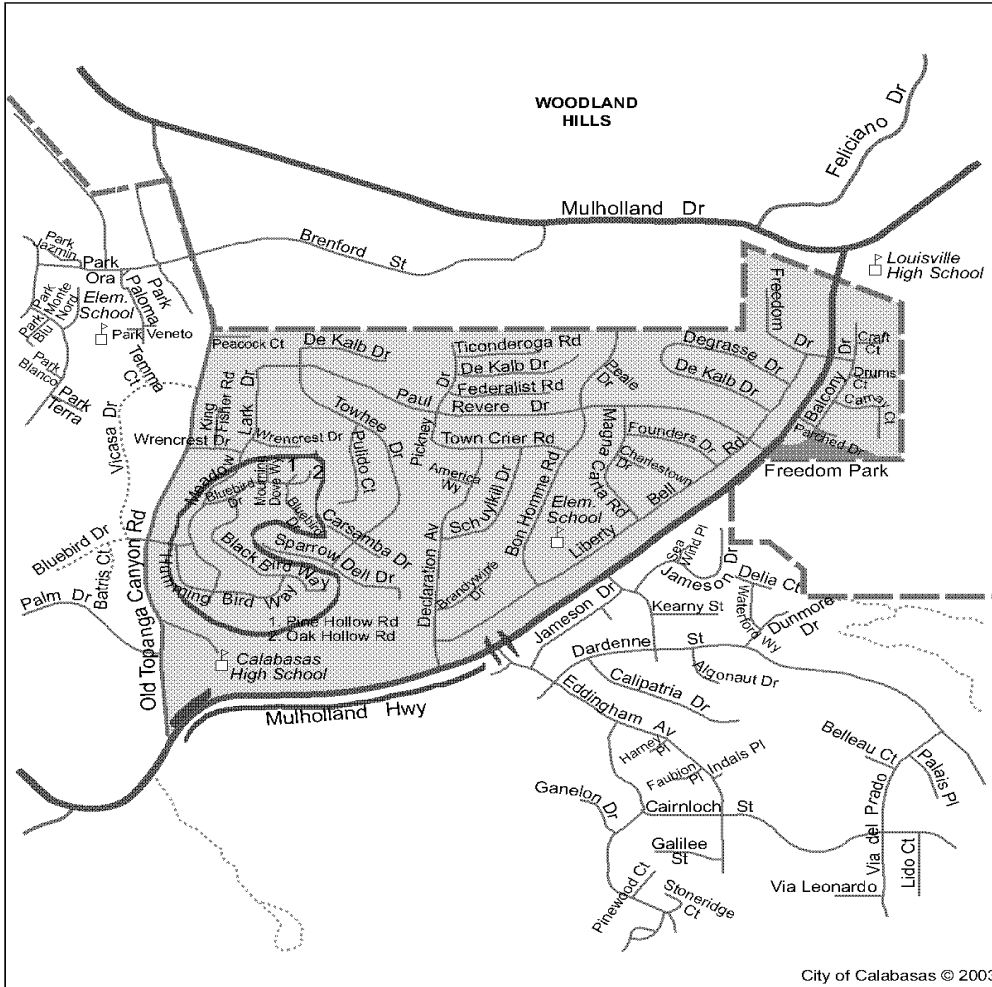 WOODLAND
HILLS
Feliciano Dr
Mulholland Dr
Brenford
St
Louisville
High School
Park
Jazmin
Park
Ora
Park
Paloma
Park
Monte
Nord
Elem.
School
Park
Blu
Park Veneto
Park
Blanco
Park
Terra
Temma
Ct
Vicasa Dr
Peacock Ct
De Kalb Dr
Ticonderoga Rd
De Kalb Dr
Federalist Rd
Paul
Revere Dr
Peale
Dr
Degrasse Dr
De Kalb Dr
Freedom
Dr
Craft
Ct
Drums
Ct
Camay Ct
Balcony
Dr
Parched Dr
Freedom Park
King
Fisher Rd
Lark Dr
Towhee Dr
Pickney
Dr
Wrencrest Dr
Wrencrest Dr
Pulido Ct
Town Crier Rd
America
Wy
Schuylkill Dr
Bon Homme Rd
Magna Carta Rd
Founders Dr
Charlestown
Dr
Liberty
Bell
Rd
Elem.
School
Meadow
Mourning
Dove Wy
1
2
Bluebird
Dr
Bluebird
Dr
Carsamba Dr
Sparrow Dell Dr
Black Bird Way
Humming Bird Way
1. Pine Hollow Rd
2. Oak Hollow Rd
Declaration Av
Brandywine
Dr
Bluebird Dr
Batris Ct
Palm Dr
Old Topanga Canyon Rd
Calabasas
High School
Mulholland Hwy
Sea
Wind Pl
Jameson Dr
Jameson Dr
Delia Ct
Waterford
Wy
Dunmore
Dr
Kearny St
Dardenne St
Algonaut Dr
Calipatria Dr
Eddingham Av
Harney
Pl
Faubion
Pl
Indais Pl
Ganelon Dr
Cairnloch St
Galilee
St
Pinewood Ct
Stoneridge
Ct
Belleau Ct
Palais Pl
Via del Prado
Lido Ct
Via Leonardo
City of Calabasas © 2003